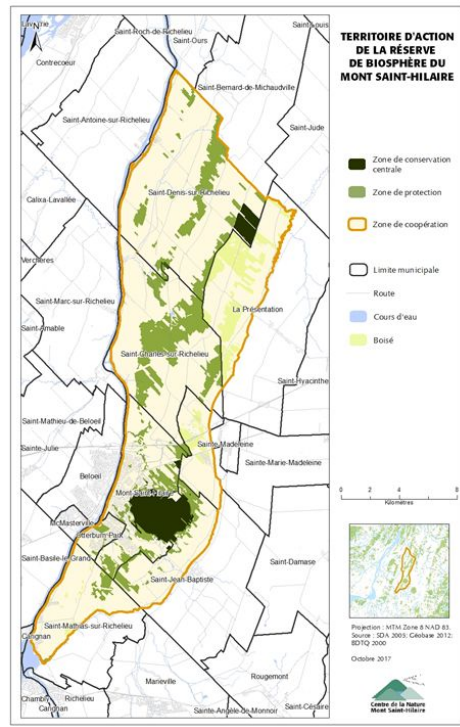 TERRITOIRE D'ACTION
DE LA RÉSERVE
DE BIOSPHÈRE DU
MONT SAINT-HILAIRE
Zone de conservation
centrale
Zone de protection
Zone de coopération
Limite municipale
Route
Cours d'eau
Boisé
0 4 8
Kilomètres
Projection : MTM Zone 8 NAD 83.
Source : SDA 2005; Géobase 2012;
BDTQ 2000
Octobre 2017
Centre de la Nature
Mont Saint-Hilaire
N
Saint-Roch-de-Richelieu
Saint-Ours
Contrecoeur
Saint-Bernard-de-Michaudville
Saint-Antoine-sur-Richelieu
Saint-Jude
Saint-Denis-sur-Richelieu
Calixa-Lavallée
Verchères
Saint-Marc-sur-Richelieu
La Présentation
Saint-Amable
Saint-Charles-sur-Richelieu
Saint-Hyacinthe
Saint-Mathieu-de-Beloeil
Sainte-Julie
Sainte-Madeleine
Sainte-Marie-Madeleine
Beloeil
McMasterville
Otterburn Park
Saint-Basile-le-Grand
Saint-Damase
Saint-Jean-Baptiste
Saint-Mathias-sur-Richelieu
Carignan
Chambly
Richelieu
Carignan
Marieville
Rougemont
Sainte-Angèle-de-Monnoir
Saint-Césaire